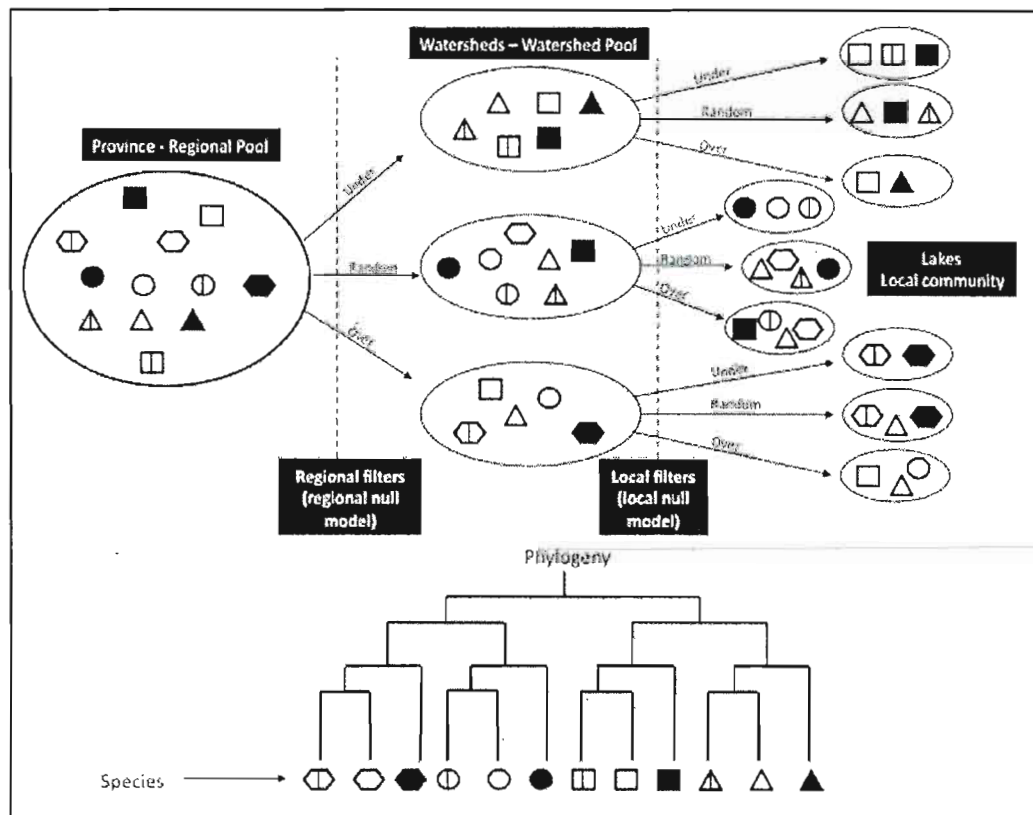 Watersheds – Watershed Pool
Province - Regional Pool
Under
Random
Over
Under
Random
Over
Under
Random
Over
Under
Random
Over
Lakes
Local community
Regional filters
(regional null
model)
Local filters
(local null
model)
Phylogeny
Species